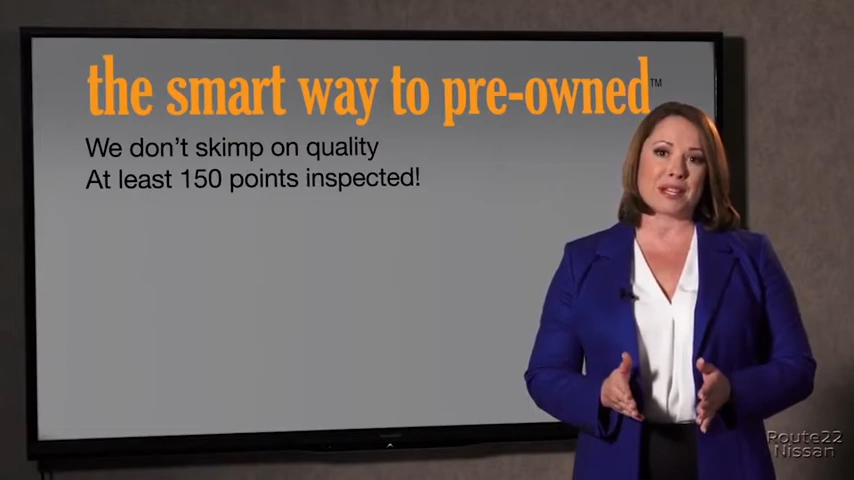 the smart way to pre-owned™
We don't skimp on quality
At least 150 points inspected!
Route22
Nissan